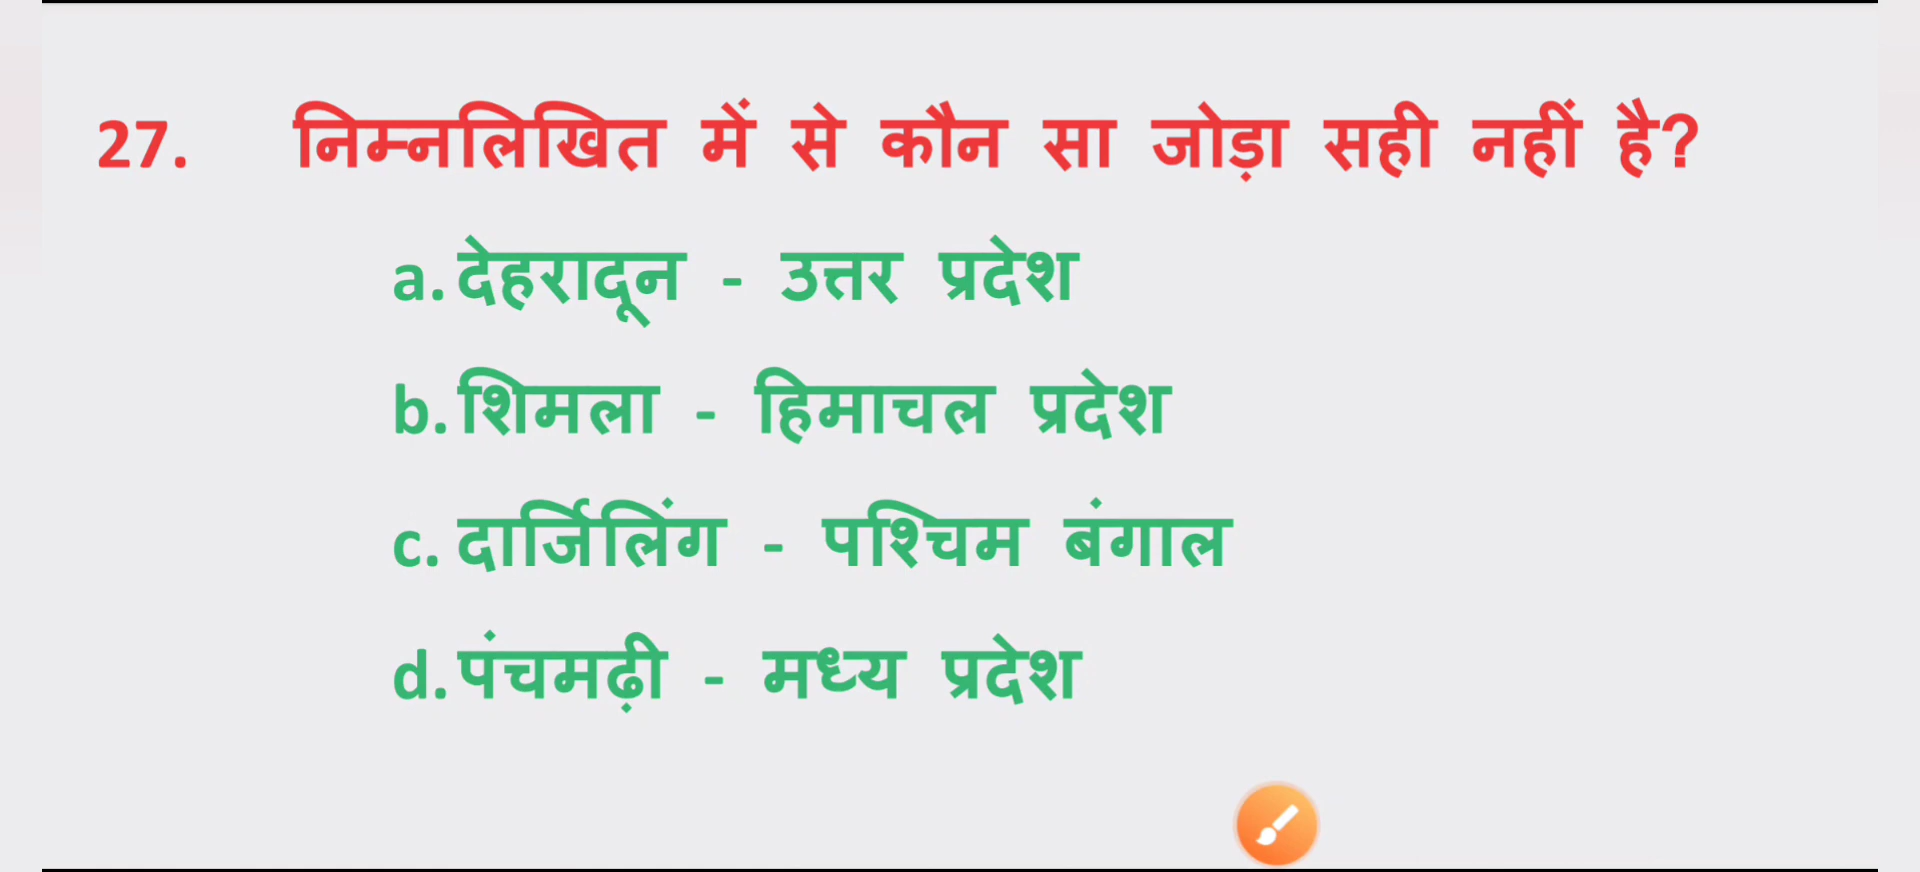 27. निम्नलिखित में से कौन सा जोड़ा सही नहीं है?
a. देहरादून - उत्तर प्रदेश
b. शिमला - हिमाचल प्रदेश
c. दार्जिलिंग - पश्चिम बंगाल
d. पंचमढ़ी - मध्य प्रदेश